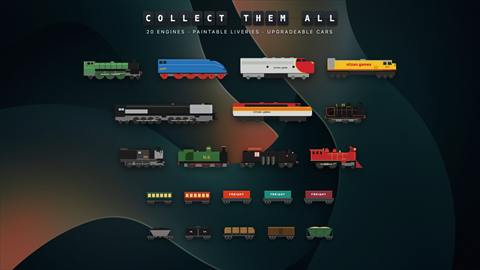 COLLECT THEM ALL
20 ENGINES · PAINTABLE LIVERIES · UPGRADEABLE CARS
FREIGHT FREIGHT FREIGHT